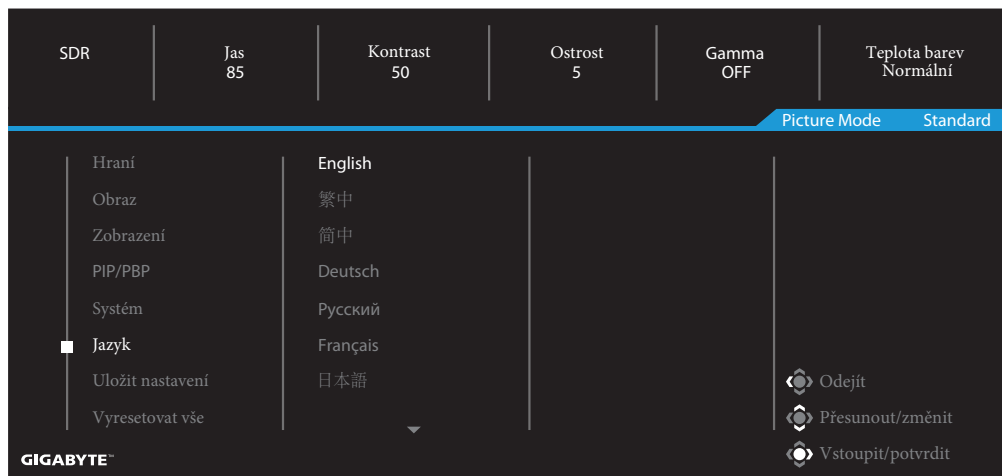 SDR
Jas
85
Kontrast
50
Ostrost
5
Gamma
OFF
Teplota barev
Normální
Picture Mode Standard
Hraní
Obraz
Zobrazení
PIP/PBP
Systém
Jazyk
Uložit nastavení
Vyresetovat vše
English
繁中
简中
Deutsch
Русский
Français
日本語
Odejít
Přesunout/změnit
Vstoupit/potvrdit
GIGABYTE™